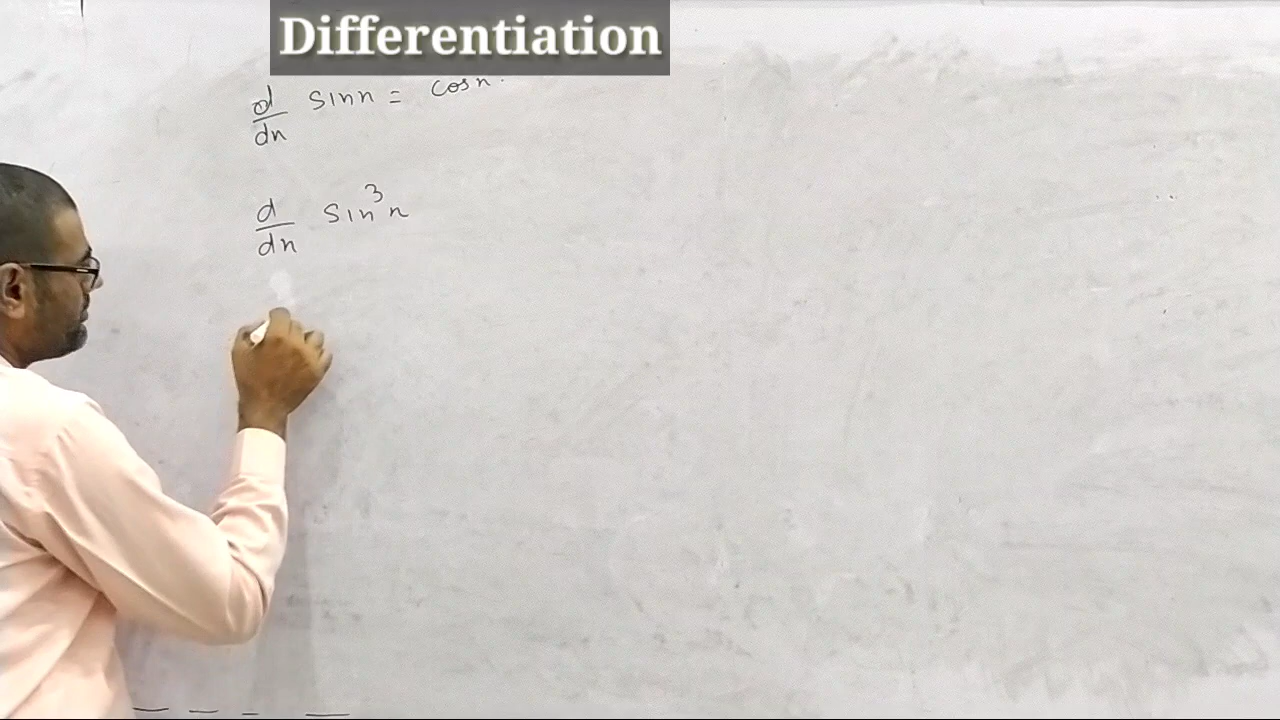 Differentiation
d/dn sinn = cosn.
d/dn sin³n